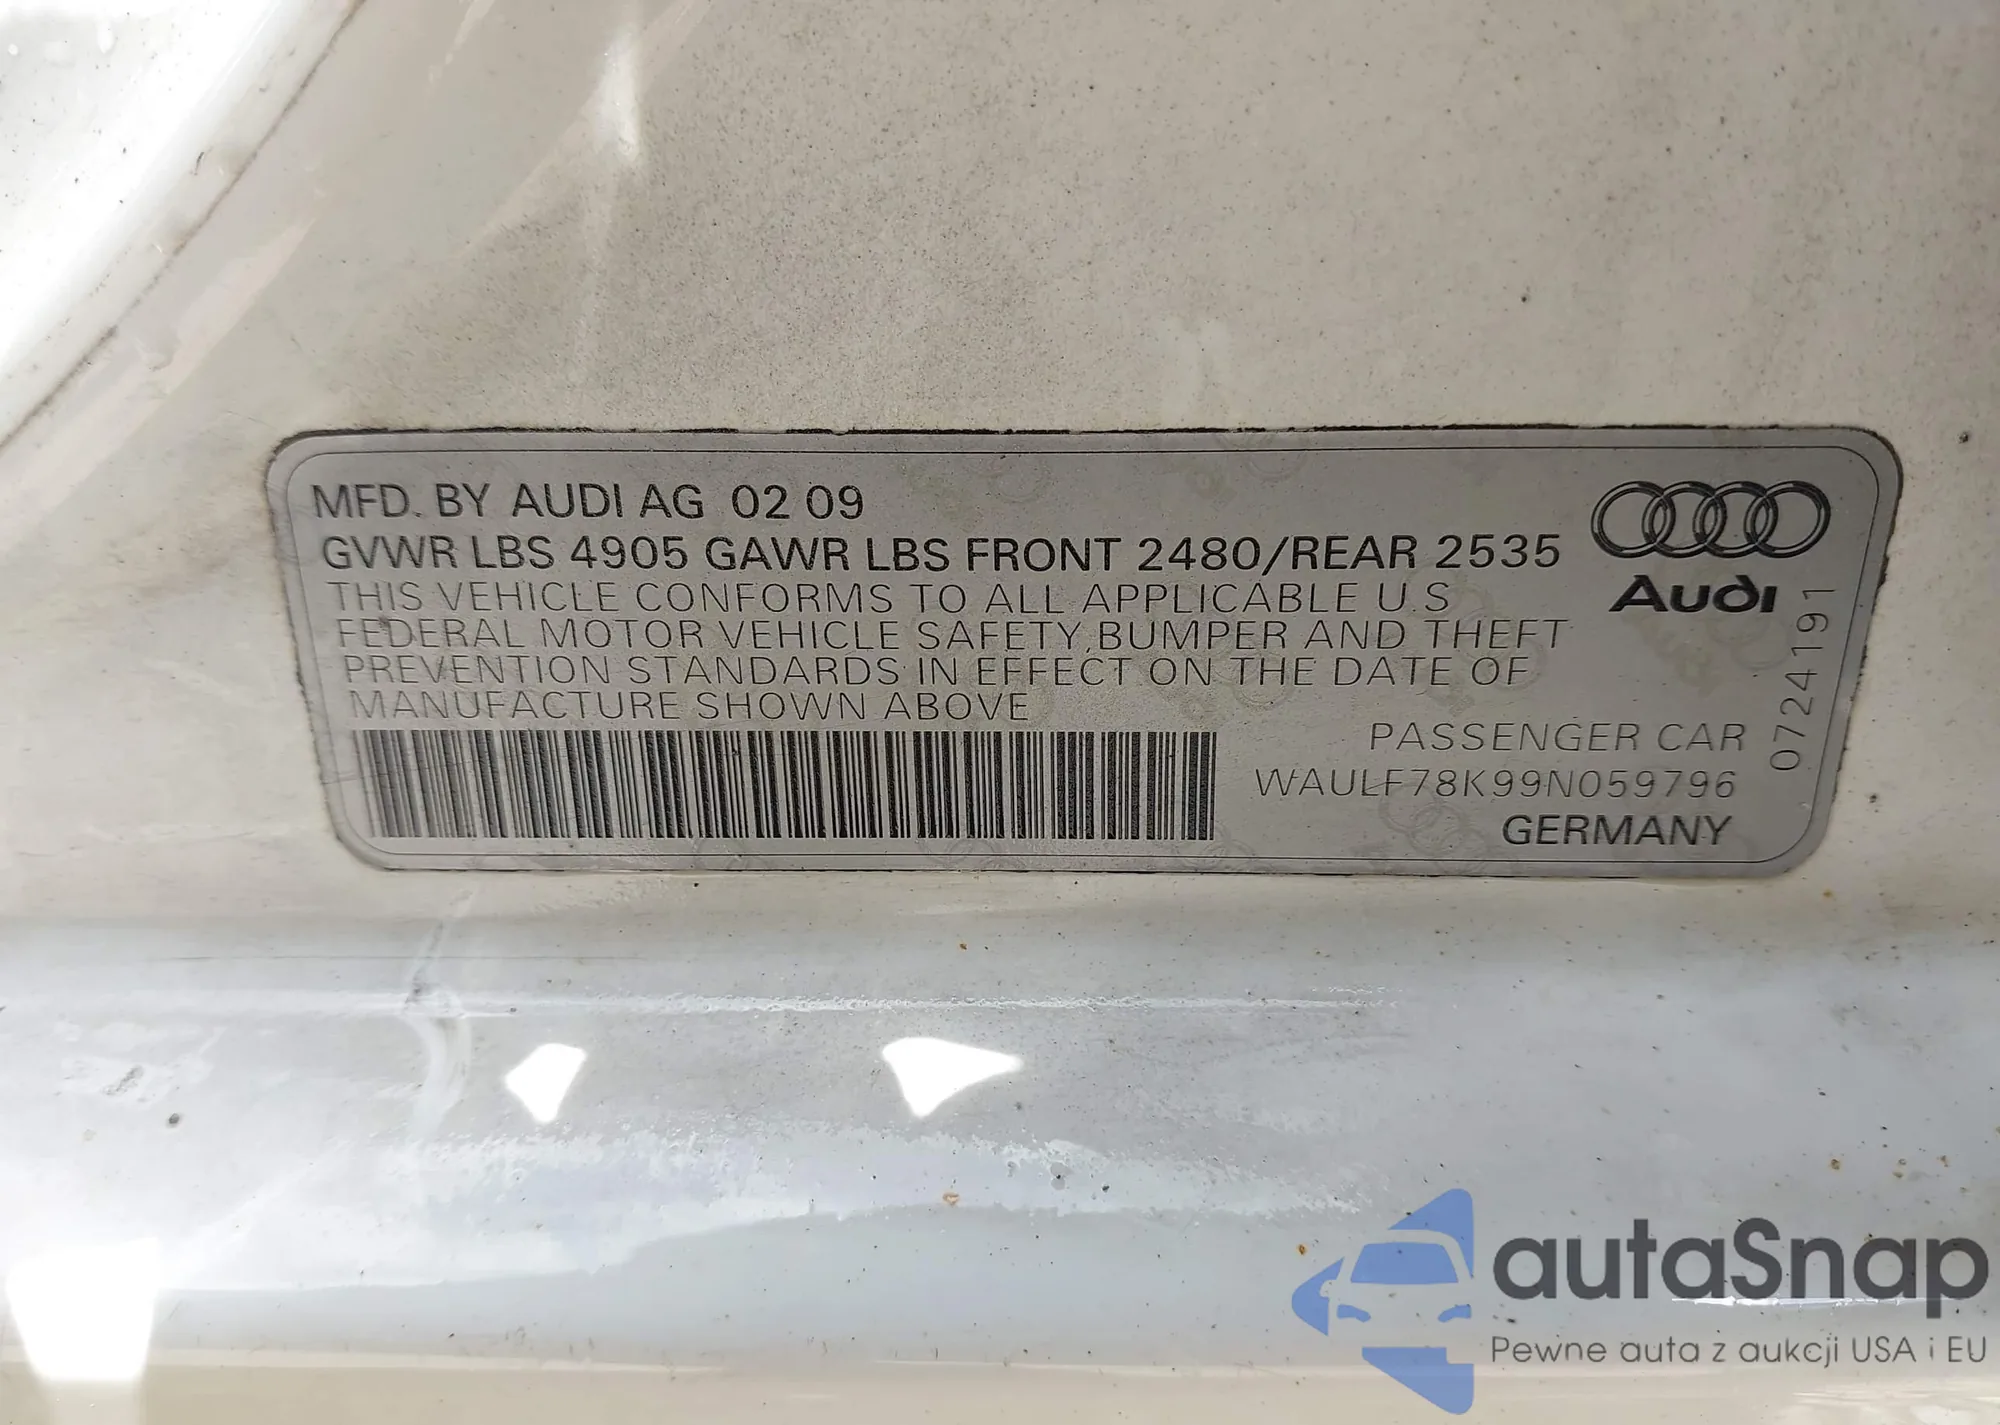 MFD. BY AUDI AG 02 09
GVWR LBS 4905 GAWR LBS FRONT 2480/REAR 2535
THIS VEHICLE CONFORMS TO ALL APPLICABLE U.S
FEDERAL MOTOR VEHICLE SAFETY, BUMPER AND THEFT
PREVENTION STANDARDS IN EFFECT ON THE DATE OF
MANUFACTURE SHOWN ABOVE
PASSENGER CAR
WAULF78K99N059796
GERMANY
Audi
0724191
autaSnap
Pewne auta z aukcji USA i EU